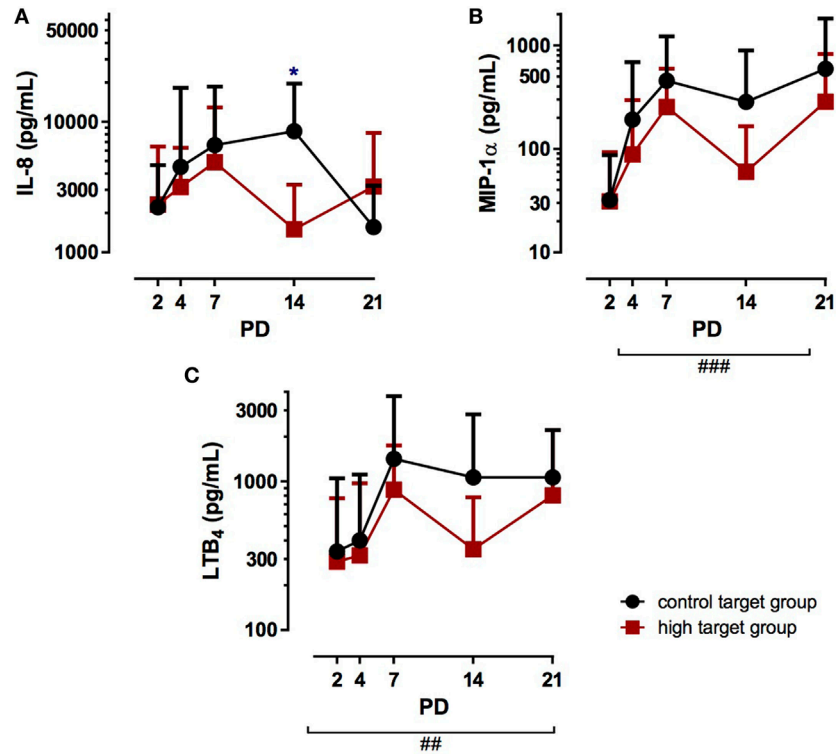 A
B
IL-8 (pg/mL)
50000
10000
3000
1000
*
2 4 7 14 21
PD
MIP-1α (pg/mL)
1000
500
100
30
10
2 4 7 14 21
PD
###
C
LTB4 (pg/mL)
3000
1000
300
100
2 4 7 14 21
PD
##
control target group
high target group